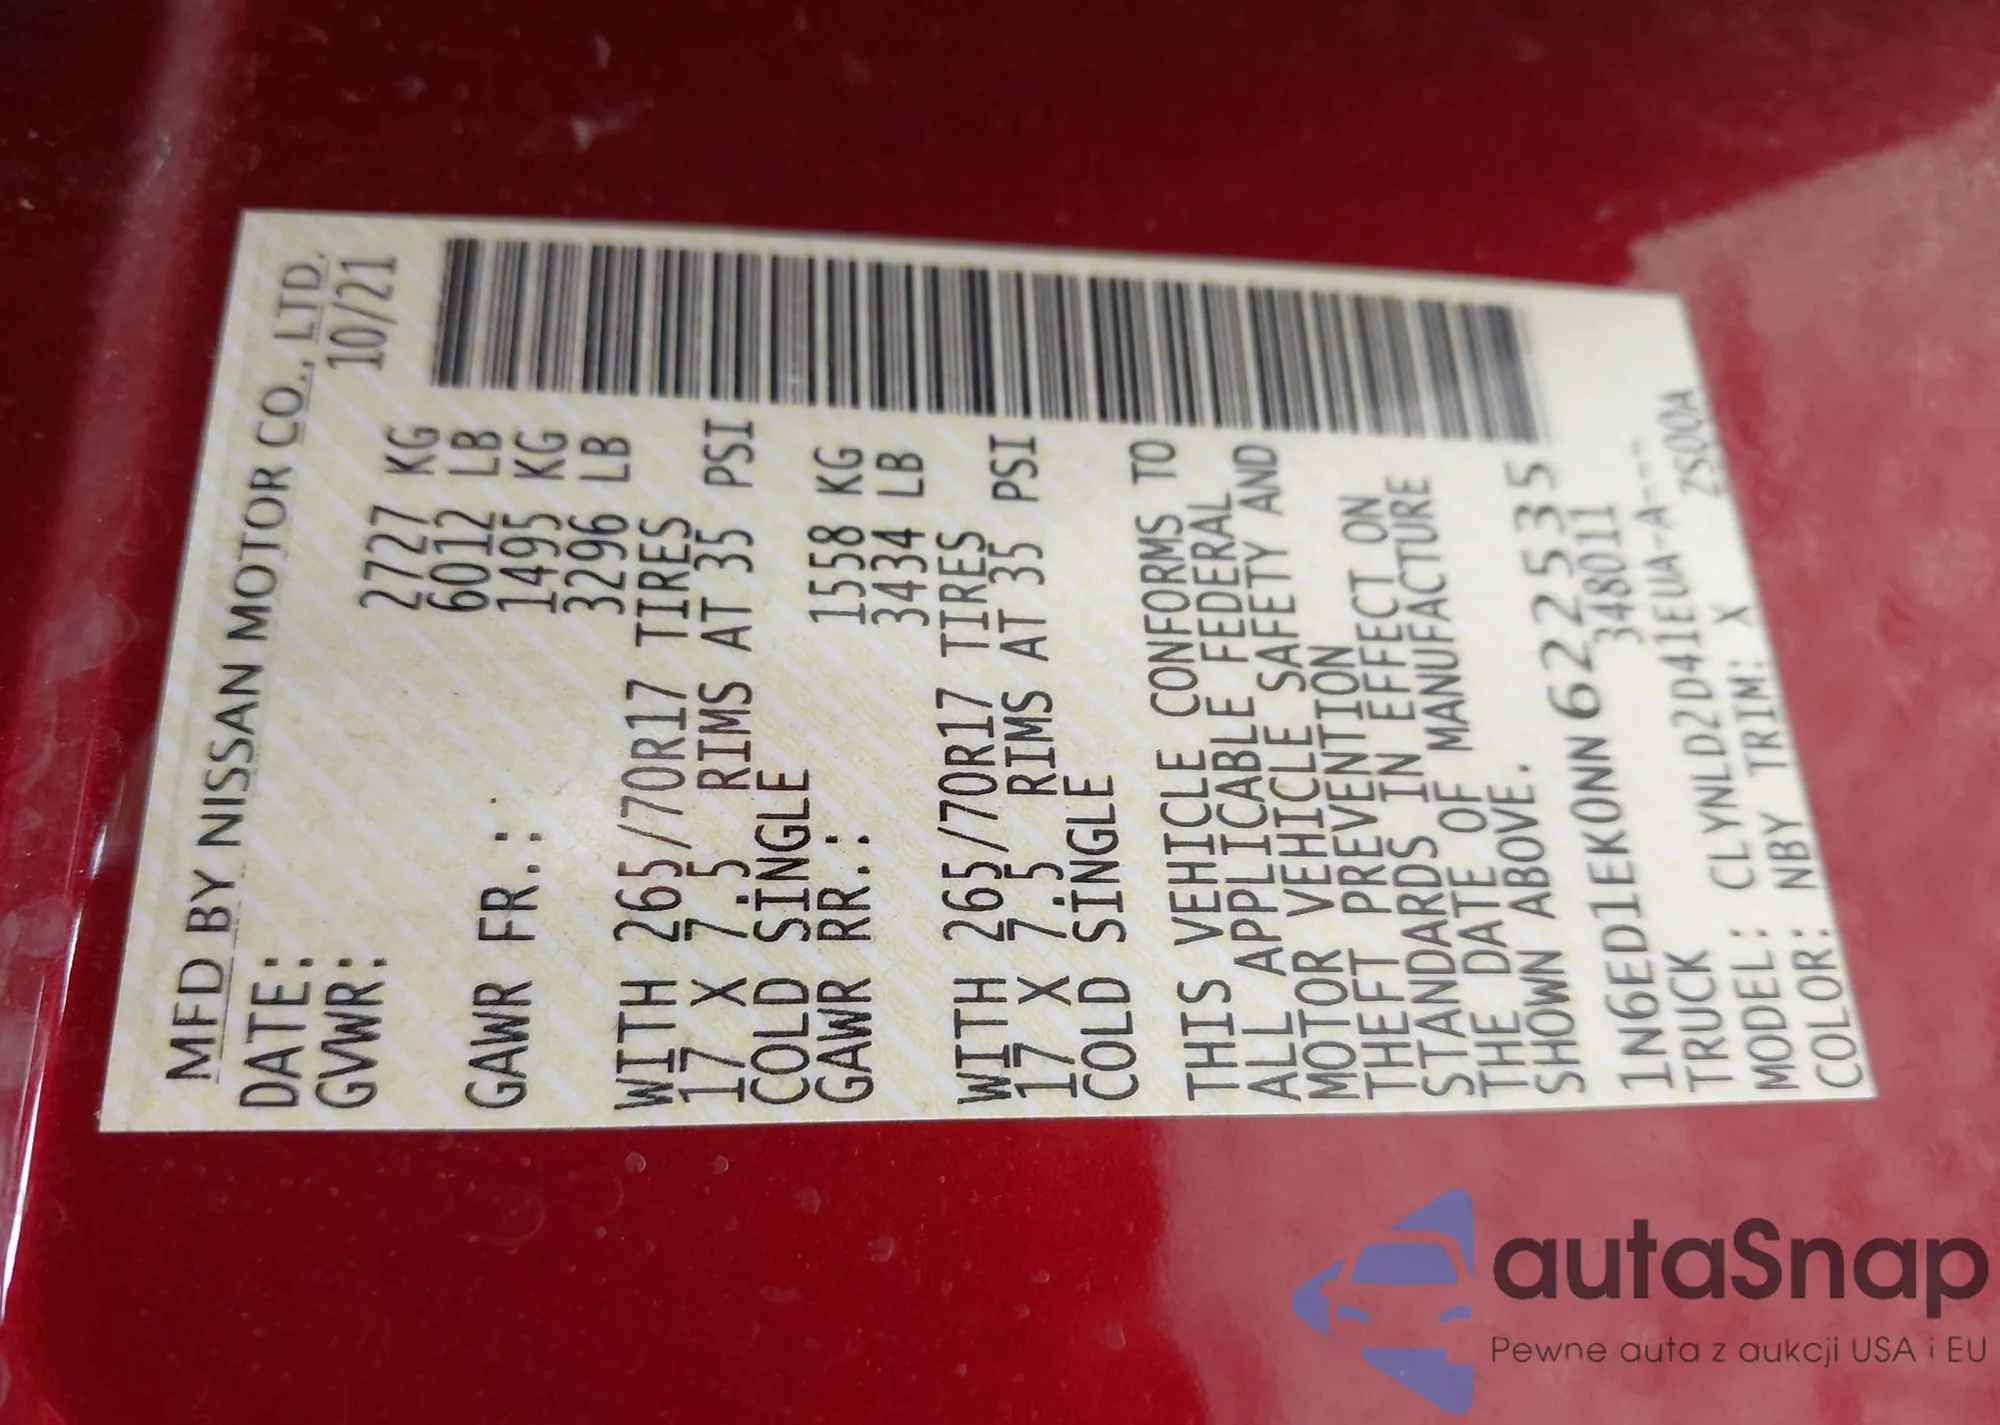 MFD BY NISSAN MOTOR CO., LTD.
DATE: 10/21
GVWR: 2727 KG
6012 LB
GAWR FR.: 1495 KG
3296 LB
WITH 265/70R17 TIRES
17 X 7.5 RIMS AT 35 PSI
COLD SINGLE
GAWR RR.: 1558 KG
3434 LB
WITH 265/70R17 TIRES
17 X 7.5 RIMS AT 35 PSI
COLD SINGLE
THIS VEHICLE CONFORMS TO
ALL APPLICABLE FEDERAL
MOTOR VEHICLE SAFETY AND
THEFT PREVENTION
STANDARDS IN EFFECT ON
THE DATE OF MANUFACTURE
SHOWN ABOVE.
1N6ED1EK0NN622535
TRUCK 348011
MODEL: CLYNLD2D41EUA-A---
COLOR: NBY TRIM: X ZS00A
autaSnap
Pewne auta z aukcji USA i EU